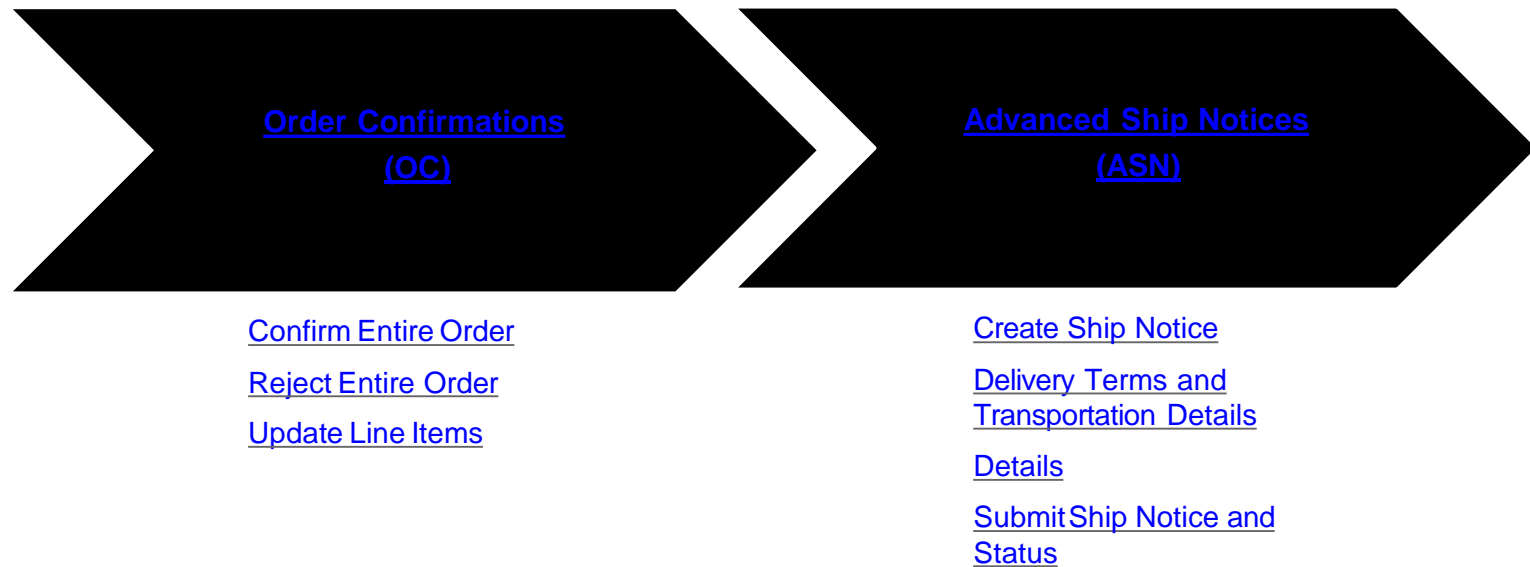 Order Confirmations
(OC)
Advanced Ship Notices
(ASN)
Confirm Entire Order
Reject Entire Order
Update Line Items
Create Ship Notice
Delivery Terms and
Transportation Details
Details
Submit Ship Notice and
Status